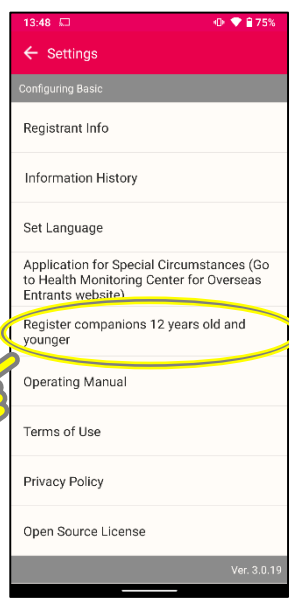 13:48 75%
← Settings
Configuring Basic
Registrant Info
Information History
Set Language
Application for Special Circumstances (Go
to Health Monitoring Center for Overseas
Entrants website)
Register companions 12 years old and
younger
Operating Manual
Terms of Use
Privacy Policy
Open Source License
Ver. 3.0.19